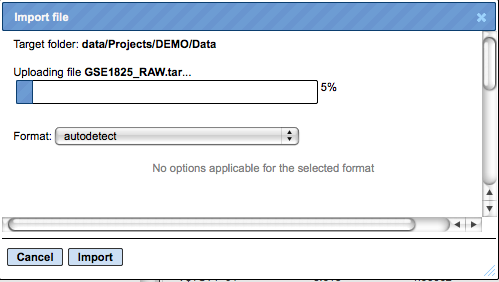 Import file
Target folder: data/Projects/DEMO/Data
Uploading file GSE1825_RAW.tar...
5%
Format: autodetect
No options applicable for the selected format
Cancel Import